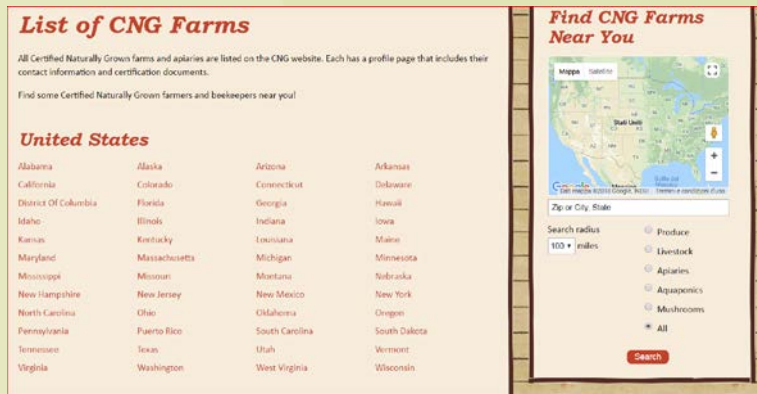 List of CNG Farms
All Certified Naturally Grown farms and apiaries are listed on the CNG website. Each has a profile page that includes their
contact information and certification documents.
Find some Certified Naturally Grown farmers and beekeepers near you!
United States
Alabama Alaska Arizona Arkansas
California Colorado Connecticut Delaware
District Of Columbia Florida Georgia Hawaii
Idaho Illinois Indiana Iowa
Kansas Kentucky Louisiana Maine
Maryland Massachusetts Michigan Minnesota
Mississippi Missouri Montana Nebraska
New Hampshire New Jersey New Mexico New York
North Carolina Ohio Oklahoma Oregon
Pennsylvania Puerto Rico South Carolina South Dakota
Tennessee Texas Utah Vermont
Virginia Washington West Virginia Wisconsin
Find CNG Farms
Near You
Mappa Satellite
Stati Uniti
Google Messico
Zip or City, State
Search radius
100 miles
Produce
Livestock
Apiaries
Aquaponics
Mushrooms
All
Search